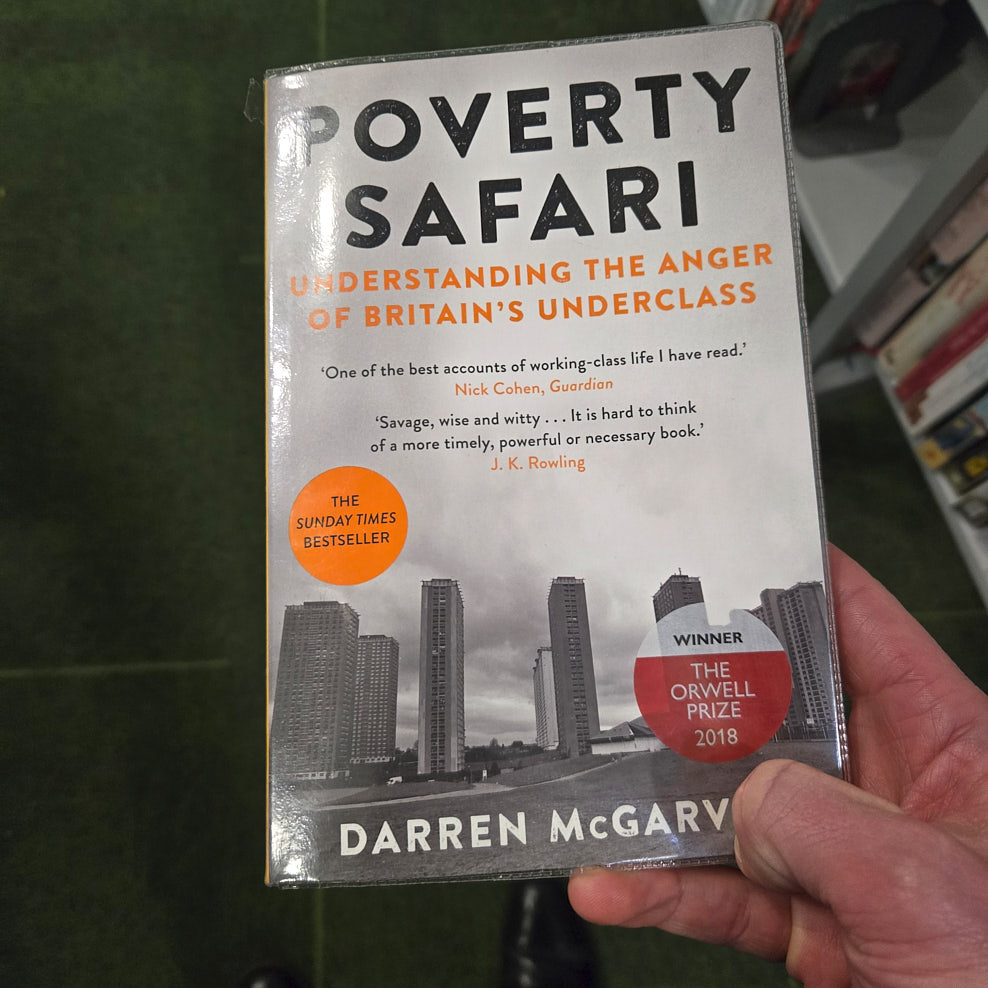 POVERTY
SAFARI
UNDERSTANDING THE ANGER
OF BRITAIN'S UNDERCLASS
'One of the best accounts of working-class life I have read.'
Nick Cohen, Guardian
'Savage, wise and witty . . . It is hard to think
of a more timely, powerful or necessary book.'
J. K. Rowling
THE
SUNDAY TIMES
BESTSELLER
WINNER
THE
ORWELL
PRIZE
2018
DARREN McGARV